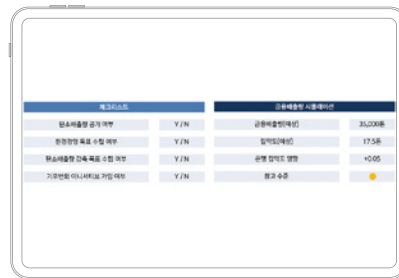 체크리스트
탄소배출량 공개 여부 Y / N
환경경영 목표 수립 여부 Y / N
탄소배출량 감축 목표 수립 여부 Y / N
기후변화 이니셔티브 가입 여부 Y / N
금융배출량 시뮬레이션
금융배출량(예상) 35,000톤
집약도(예상) 17.5톤
은행 집약도 영향 +0.05
참고 수준